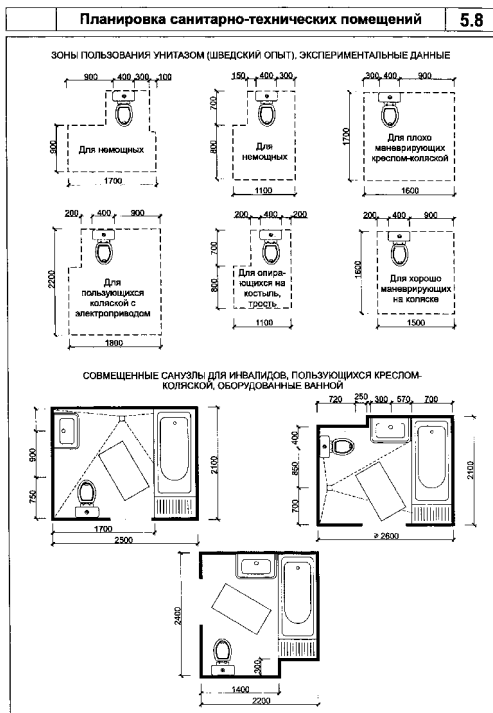 Планировка санитарно-технических помещений
5.8
ЗОНЫ ПОЛЬЗОВАНИЯ УНИТАЗОМ (ШВЕДСКИЙ ОПЫТ), ЭКСПЕРИМЕНТАЛЬНЫЕ ДАННЫЕ
900 400 300 100
900
Для немощных
1700
150 400 300
700
800
Для
немощных
1100
300 400 900
1700
Для плохо
маневрирующих
креслом-коляской
1600
200 400 900
2200
Для
пользующихся
коляской с
электроприводом
1800
200 400 200
700
800
Для опира-
ющихся на
костыль,
трость
1100
200 400 900
1600
Для хорошо
маневрирующих
на коляске
1500
СОВМЕЩЕННЫЕ САНУЗЛЫ ДЛЯ ИНВАЛИДОВ, ПОЛЬЗУЮЩИХСЯ КРЕСЛОМ-
КОЛЯСКОЙ, ОБОРУДОВАННЫЕ ВАННОЙ
900
750
2100
1700
2500
720 250 300 570 700
400
850
700
2100
≥ 2600
2400
300
1400
2200